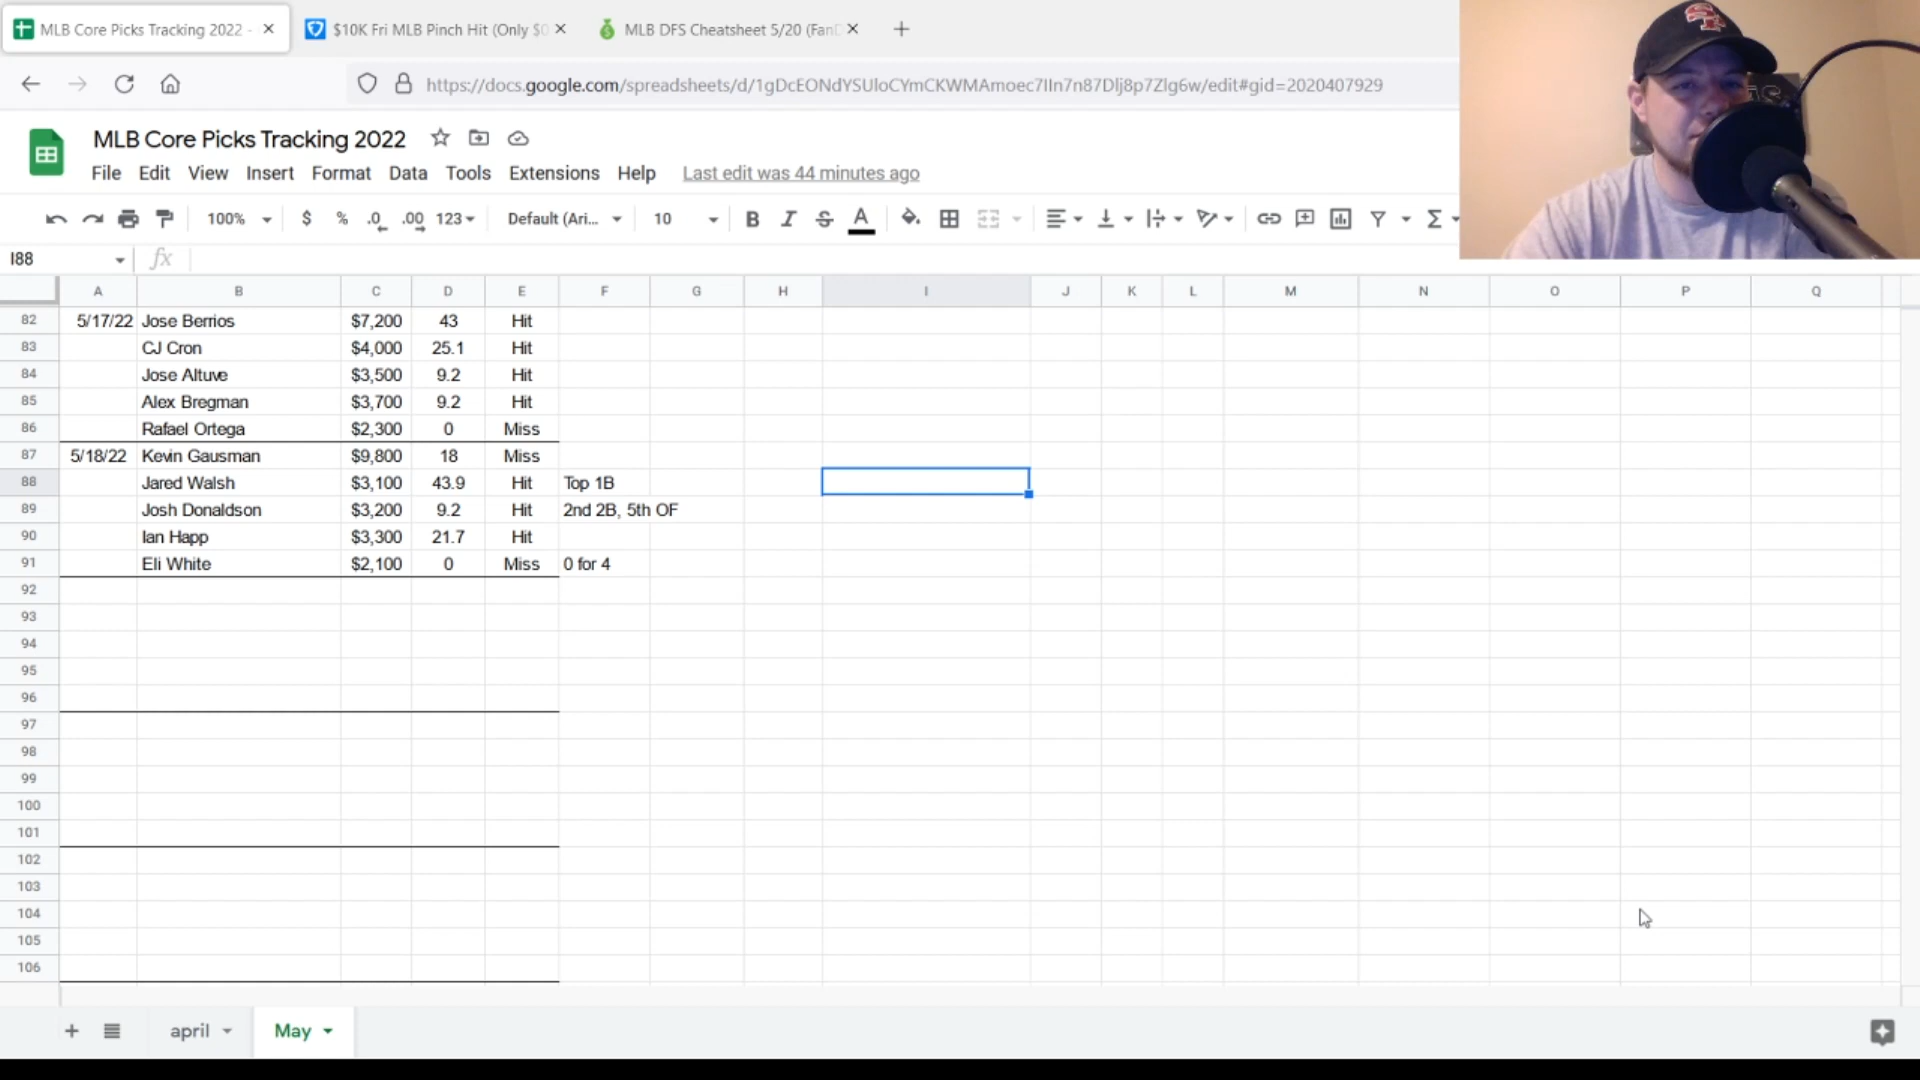 MLB Core Picks Tracking 2022 -
$10K Fri MLB Pinch Hit (Only $0
MLB DFS Cheatsheet 5/20 (Fan
https://docs.google.com/spreadsheets/d/1gDcEONdYSUloCYmCKWMAmoec7IIn7n87Dlj8p7Zlg6w/edit#gid=2020407929
MLB Core Picks Tracking 2022
File Edit View Insert Format Data Tools Extensions Help Last edit was 44 minutes ago
100% $ % .0 .00 123 Default (Ari... 10 B I S A
I88 fx
A B C D E F G H I J K L M N O P Q
82 5/17/22 Jose Berrios $7,200 43 Hit
83 CJ Cron $4,000 25.1 Hit
84 Jose Altuve $3,500 9.2 Hit
85 Alex Bregman $3,700 9.2 Hit
86 Rafael Ortega $2,300 0 Miss
87 5/18/22 Kevin Gausman $9,800 18 Miss
88 Jared Walsh $3,100 43.9 Hit Top 1B
89 Josh Donaldson $3,200 9.2 Hit 2nd 2B, 5th OF
90 Ian Happ $3,300 21.7 Hit
91 Eli White $2,100 0 Miss 0 for 4
92
93
94
95
96
97
98
99
100
101
102
103
104
105
106
april May